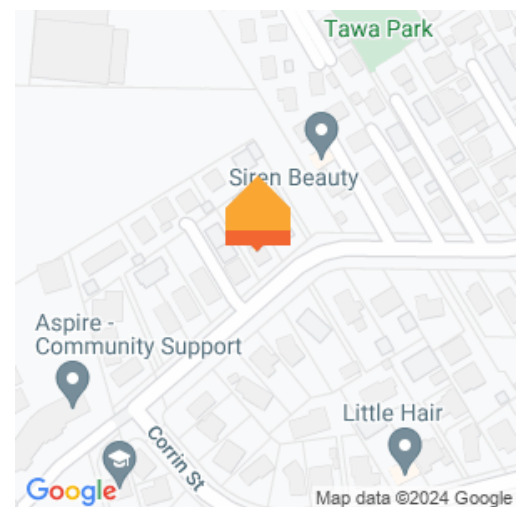 Tawa Park
Siren Beauty
Aspire -
Community Support
Little Hair
Corrin St
Google
Map data ©2024 Google